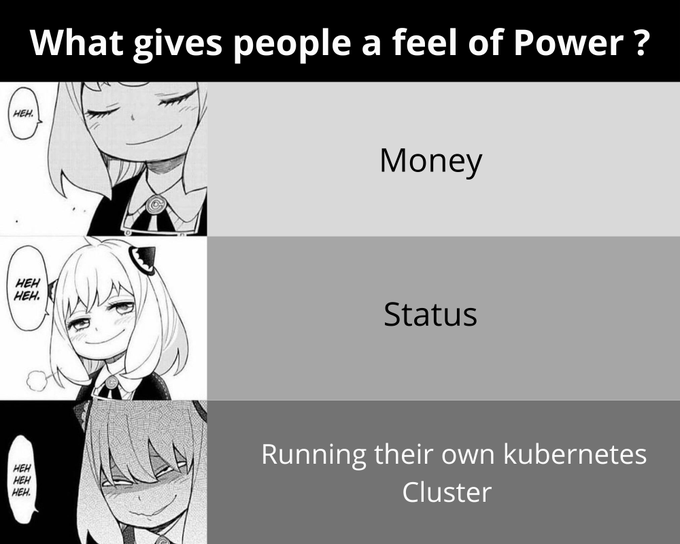 What gives people a feel of Power ?
HEH.
Money
HEH
HEH.
Status
HEH
HEH
HEH.
Running their own kubernetes
Cluster